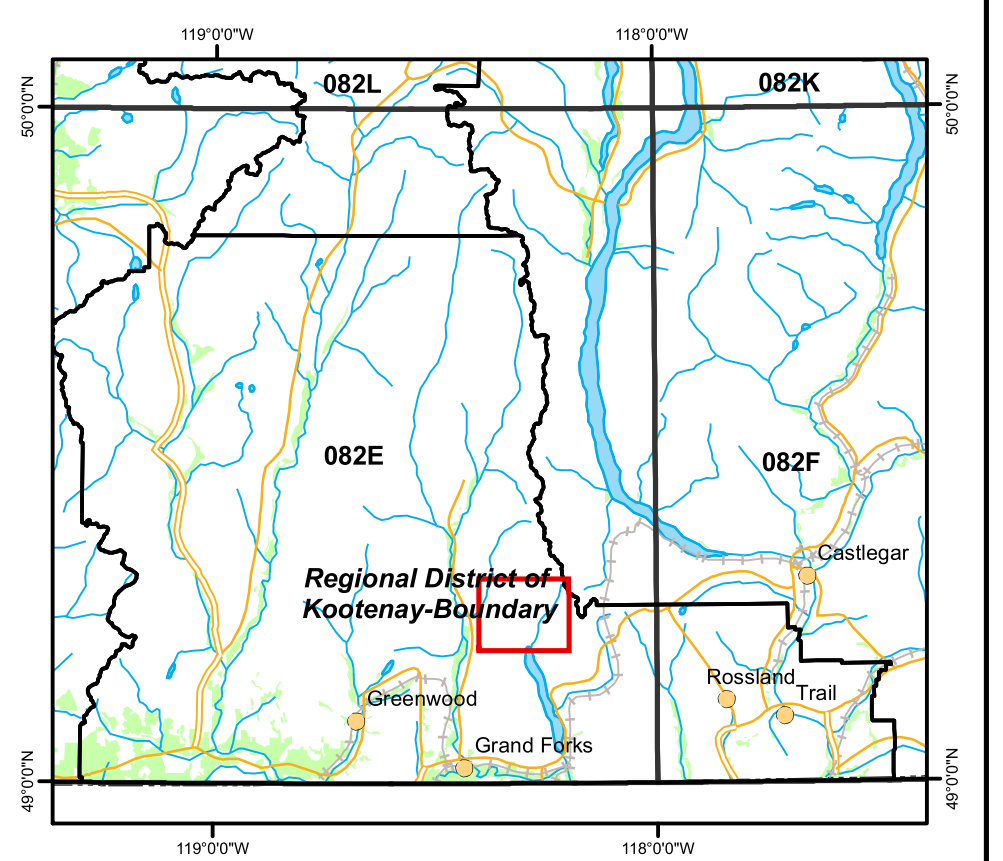 119°0'0"W
118°0'0"W
082L
082K
50°0'0"N
50°0'0"N
082E
082F
Castlegar
Regional District of
Kootenay-Boundary
Rossland
Trail
Greenwood
Grand Forks
49°0'0"N
49°0'0"N
119°0'0"W
118°0'0"W